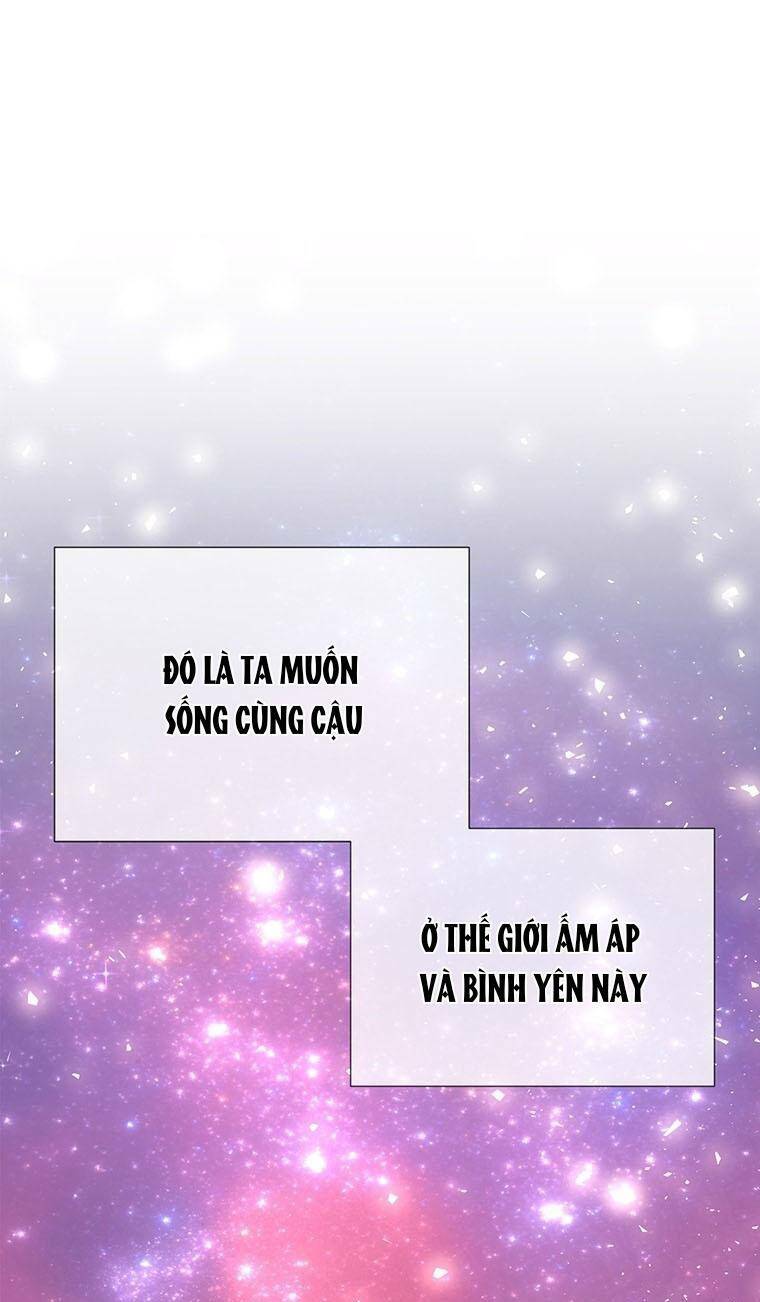 ĐÓ LÀ TA MUỐN
SỐNG CÙNG CẬU
Ở THẾ GIỚI ẤM ÁP
VÀ BÌNH YÊN NÀY